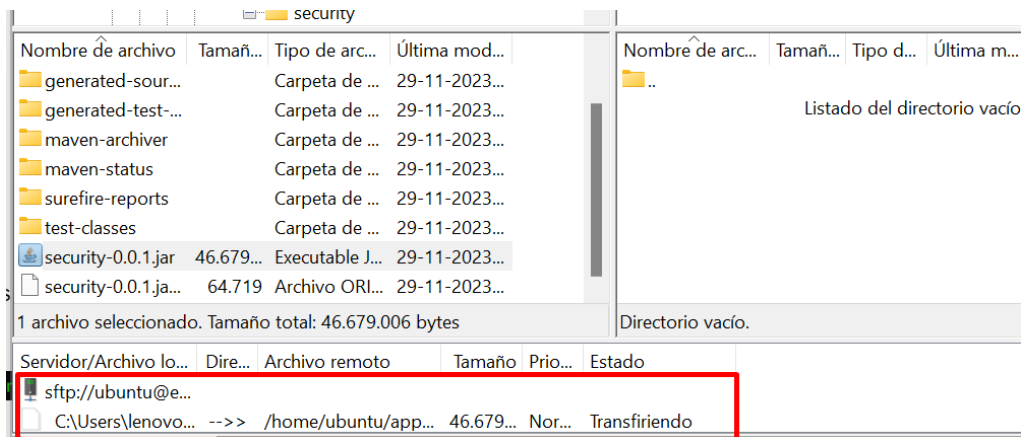 security
Nombre de archivo Tamañ... Tipo de arc... Última mod...
generated-sour... Carpeta de ... 29-11-2023...
generated-test-... Carpeta de ... 29-11-2023...
maven-archiver Carpeta de ... 29-11-2023...
maven-status Carpeta de ... 29-11-2023...
surefire-reports Carpeta de ... 29-11-2023...
test-classes Carpeta de ... 29-11-2023...
security-0.0.1.jar 46.679... Executable J... 29-11-2023...
security-0.0.1.ja... 64.719 Archivo ORI... 29-11-2023...
1 archivo seleccionado. Tamaño total: 46.679.006 bytes
Nombre de arc... Tamañ... Tipo d... Última m...
..
Listado del directorio vacío
Directorio vacío.
Servidor/Archivo lo... Dire... Archivo remoto Tamaño Prio... Estado
sftp://ubuntu@e...
C:\Users\lenovo... -->> /home/ubuntu/app... 46.679... Nor... Transfiriendo